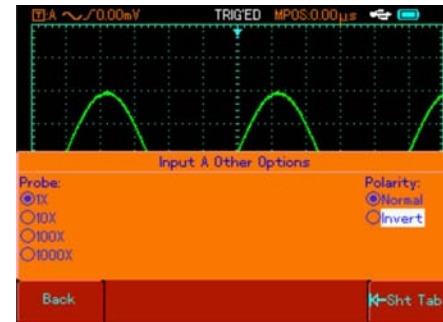 T:A 0.00mV TRIG'ED MPOS:0.00μs
Input A Other Options
Probe:
1X
10X
100X
1000X
Polarity:
Normal
Invert
Back
Sht Tab